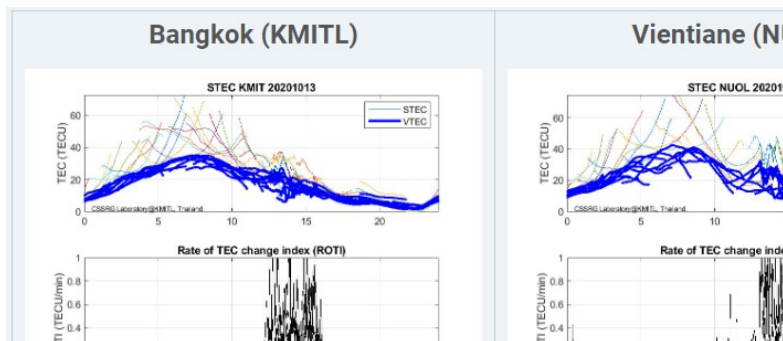 Bangkok (KMITL)
Vientiane (NU
STEC KMIT 20201013
STEC
VTEC
TEC (TECU)
60
40
20
0
CSSRG Laboratory@KMITL, Thailand
0
5
10
15
20
STEC NUOL 202010
TEC (TECU)
60
40
20
0
CSSRG Laboratory@KMITL, Thailand
0
5
10
Rate of TEC change index (ROTI)
TI (TECU/min)
1
0.8
0.6
0.4
Rate of TEC change inde
TI (TECU/min)
1
0.8
0.6
0.4